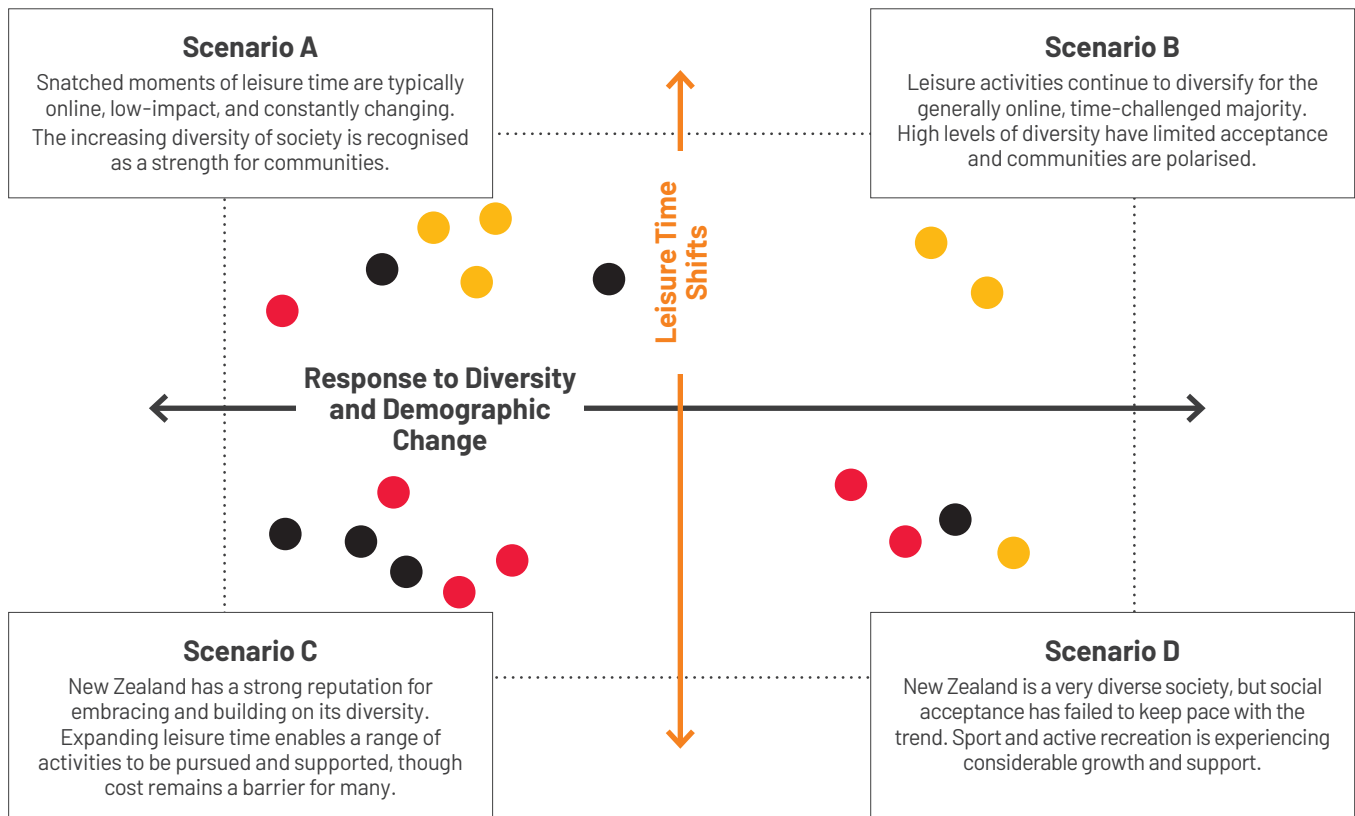 Scenario A
Snatched moments of leisure time are typically
online, low-impact, and constantly changing.
The increasing diversity of society is recognised
as a strength for communities.
Scenario B
Leisure activities continue to diversify for the
generally online, time-challenged majority.
High levels of diversity have limited acceptance
and communities are polarised.
Leisure Time
Shifts
Response to Diversity
and Demographic
Change
Scenario C
New Zealand has a strong reputation for
embracing and building on its diversity.
Expanding leisure time enables a range of
activities to be pursued and supported, though
cost remains a barrier for many.
Scenario D
New Zealand is a very diverse society, but social
acceptance has failed to keep pace with the
trend. Sport and active recreation is experiencing
considerable growth and support.